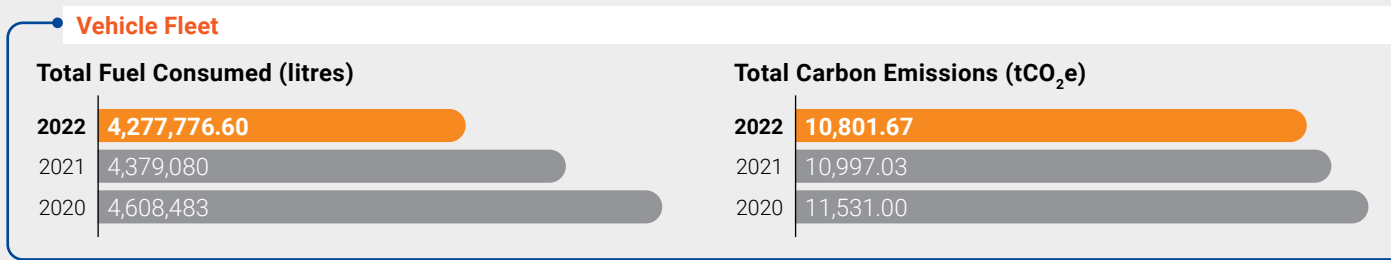 Vehicle Fleet
Total Fuel Consumed (litres)
2022 4,277,776.60
2021 4,379,080
2020 4,608,483
Total Carbon Emissions (tCO₂e)
2022 10,801.67
2021 10,997.03
2020 11,531.00